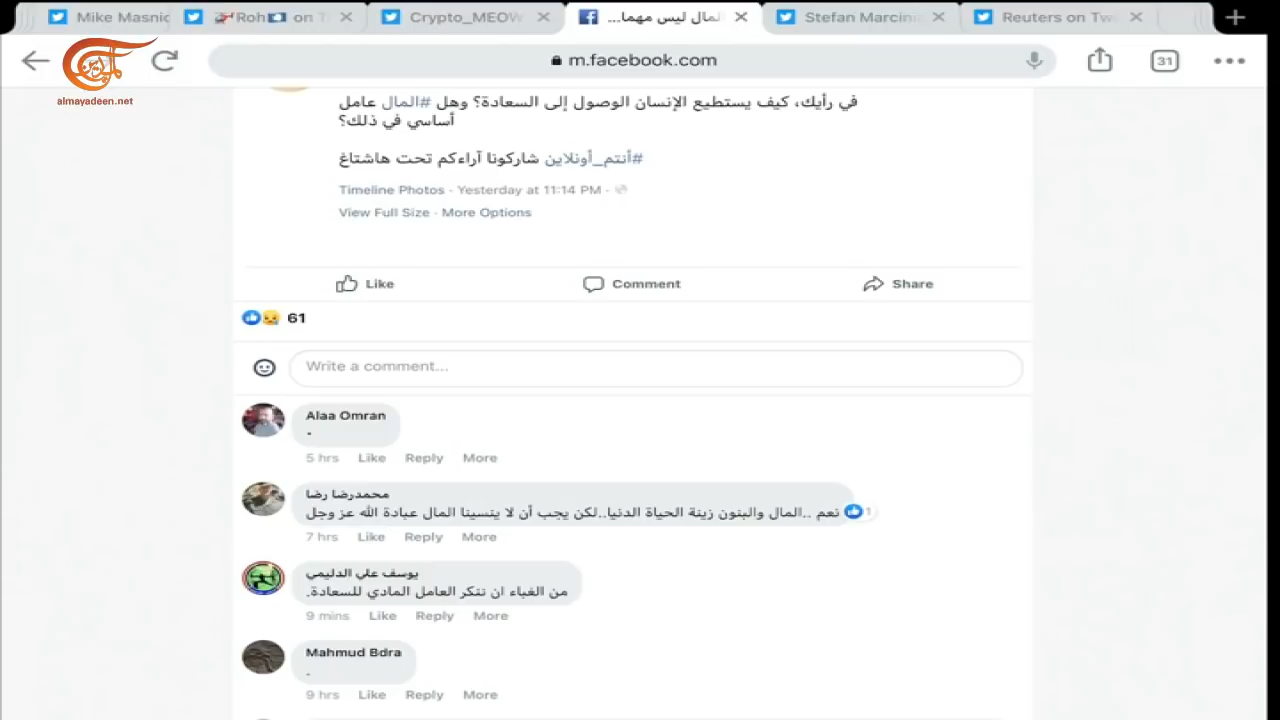 Mike Masnic
Roh on T
Crypto_MEOW
المال ليس مهما...
Stefan Marcini
Reuters on Tw
الميادين
almayadeen.net
m.facebook.com
31
في رأيك، كيف يستطيع الإنسان الوصول إلى السعادة؟ وهل #المال عامل
أساسي في ذلك؟
#أنتم_أونلاين شاركونا آراءكم تحت هاشتاغ
Timeline Photos · Yesterday at 11:14 PM ·
View Full Size · More Options
Like
Comment
Share
61
Write a comment...
Alaa Omran
.
5 hrs Like Reply More
محمدرضا رضا
نعم ..المال والبنون زينة الحياة الدنيا..لكن يجب أن لا ينسينا المال عبادة الله عز وجل
1
7 hrs Like Reply More
يوسف علي الدليمي
من الغباء ان ننكر العامل المادي للسعادة.
9 mins Like Reply More
Mahmud Bdra
.
9 hrs Like Reply More